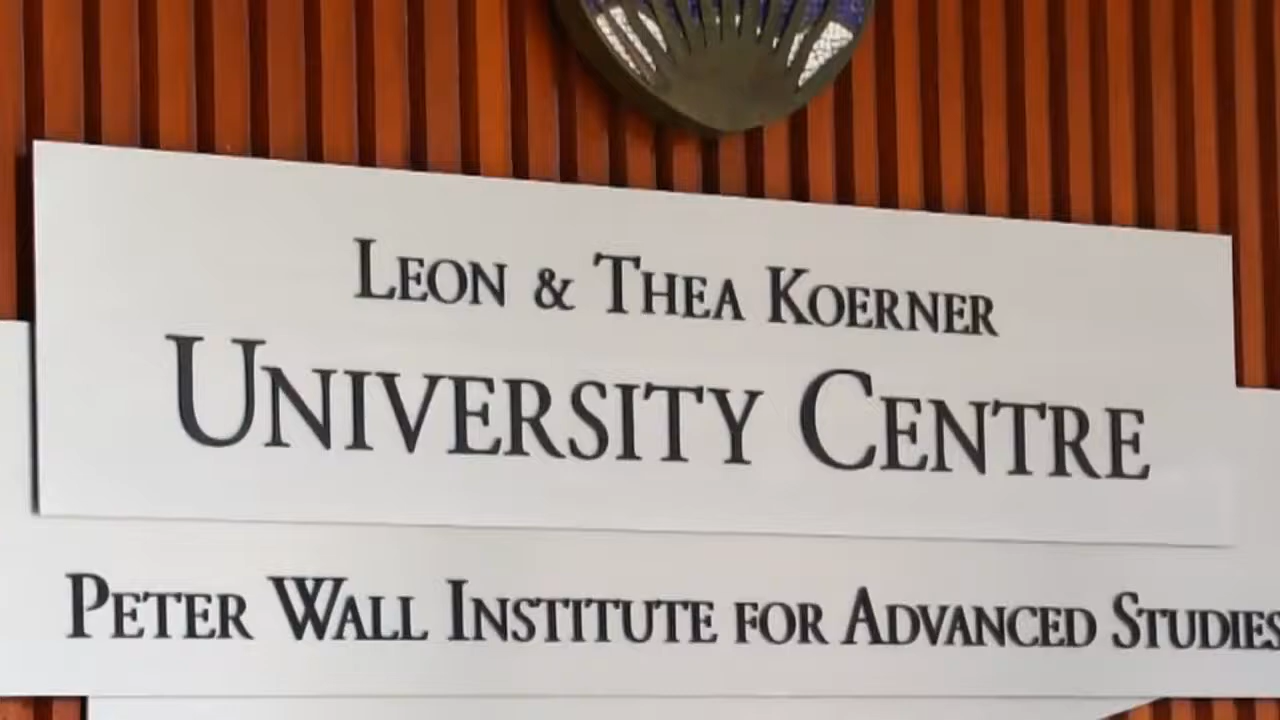 Leon & Thea Koerner
University Centre
Peter Wall Institute for Advanced Studies